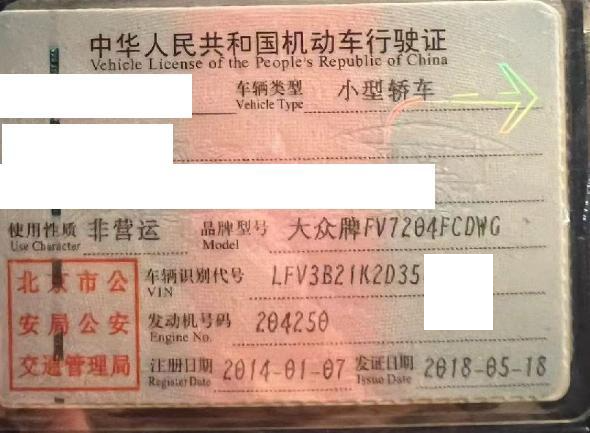 中华人民共和国机动车行驶证
Vehicle License of the People's Republic of China
车辆类型 小型轿车
Vehicle Type
使用性质 非营运 品牌型号 大众牌FV7204FCDWG
Use Character Model
北京市公安局公安交通管理局
车辆识别代号 LFV3B21K2D35
VIN
发动机号码 204250
Engine No.
注册日期 2014-01-07 发证日期 2018-05-18
Register Date Issue Date